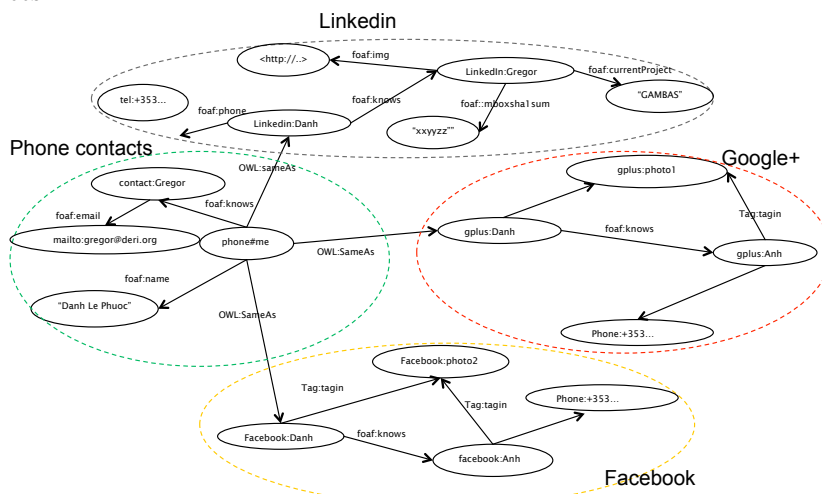 Linkedin
<http://..>
foaf:img
LinkedIn:Gregor
foaf:currentProject
tel:+353...
foaf:knows
"GAMBAS"
foaf:phone
Linkedin:Danh
foaf::mboxsha1sum
"xxyyzz""
Phone contacts
OWL:sameAs
Google+
gplus:photo1
contact:Gregor
foaf:knows
Tag:tagin
foaf:email
mailto:gregor@deri.org
phone#me
gplus:Danh
foaf:knows
OWL:SameAs
gplus:Anh
foaf:name
"Danh Le Phuoc"
OWL:SameAs
Phone:+353...
Facebook:photo2
Tag:tagin
Phone:+353...
Tag:tagin
Facebook:Danh
foaf:knows
facebook:Anh
Facebook